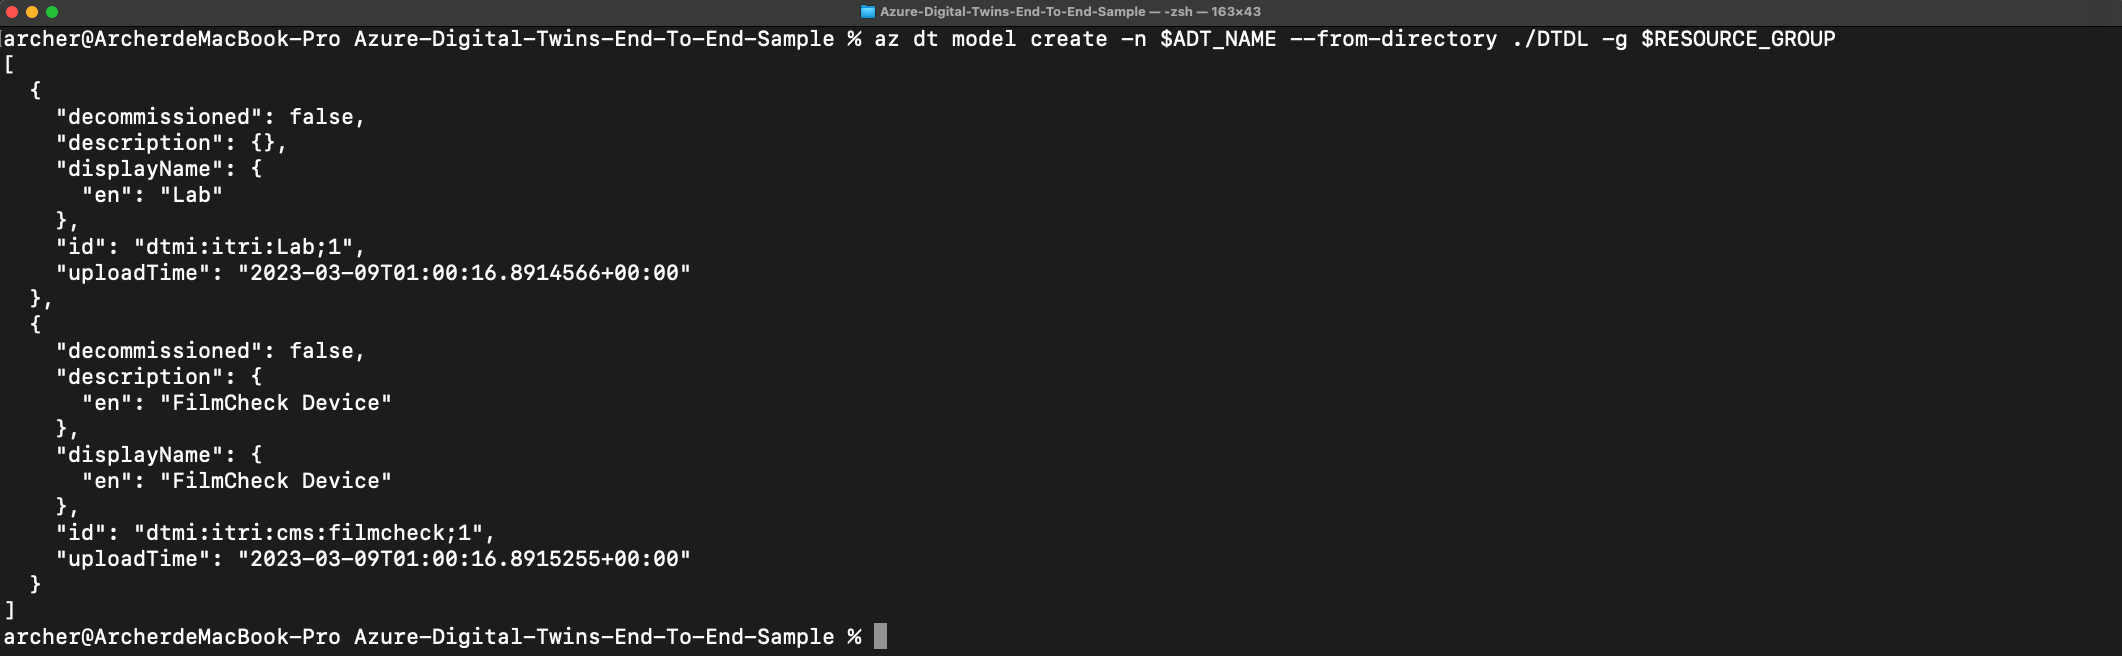 Azure-Digital-Twins-End-To-End-Sample — -zsh — 163×43
archer@ArcherdeMacBook-Pro Azure-Digital-Twins-End-To-End-Sample % az dt model create -n $ADT_NAME --from-directory ./DTDL -g $RESOURCE_GROUP
[
  {
    "decommissioned": false,
    "description": {},
    "displayName": {
      "en": "Lab"
    },
    "id": "dtmi:itri:Lab;1",
    "uploadTime": "2023-03-09T01:00:16.8914566+00:00"
  },
  {
    "decommissioned": false,
    "description": {
      "en": "FilmCheck Device"
    },
    "displayName": {
      "en": "FilmCheck Device"
    },
    "id": "dtmi:itri:cms:filmcheck;1",
    "uploadTime": "2023-03-09T01:00:16.8915255+00:00"
  }
]
archer@ArcherdeMacBook-Pro Azure-Digital-Twins-End-To-End-Sample %